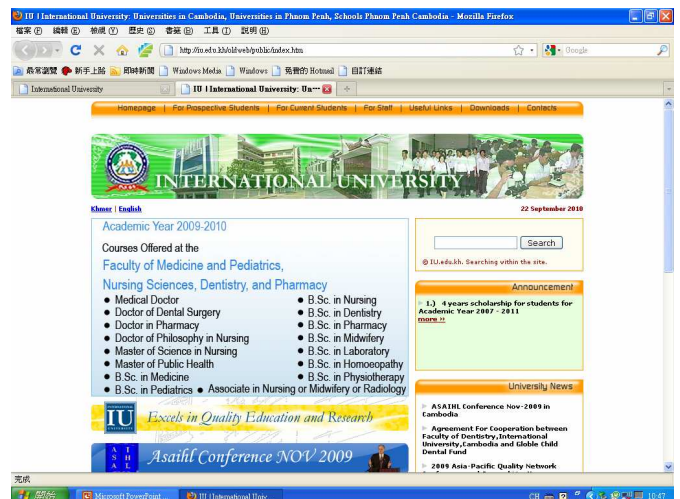 IU | International University: Universities in Cambodia, Universities in Phnom Penh, Schools Phnom Penh Cambodia - Mozilla Firefox
檔案(F) 編輯(E) 檢視(V) 歷史(S) 書籤(B) 工具(T) 說明(H)
http://iu.edu.kh/oldweb/public/index.htm
Google
最常瀏覽 新手上路 即時新聞 Windows Media Windows 免費的 Hotmail 自訂連結
International University
IU | International University: Un...
Homepage | For Prospective Students | For Current Students | For Staff | Useful Links | Downloads | Contacts
INTERNATIONAL UNIVERSITY
Khmer | English
22 September 2010
Academic Year 2009-2010
Courses Offered at the
Faculty of Medicine and Pediatrics,
Nursing Sciences, Dentistry, and Pharmacy
● Medical Doctor
● Doctor of Dental Surgery
● Doctor in Pharmacy
● Doctor of Philosophy in Nursing
● Master of Science in Nursing
● Master of Public Health
● B.Sc. in Medicine
● B.Sc. in Pediatrics ● Associate in Nursing or Midwifery or Radiology
● B.Sc. in Nursing
● B.Sc. in Dentistry
● B.Sc. in Pharmacy
● B.Sc. in Midwifery
● B.Sc. in Laboratory
● B.Sc. in Homoeopathy
● B.Sc. in Physiotherapy
IU Excels in Quality Education and Research
Asaihl Conference NOV 2009
Search
IU.edu.kh. Searching within the site.
Announcement
1.) 4 years scholarship for students for
Academic Year 2007 - 2011
more »
University News
ASAIHL Conference Nov-2009 in
Cambodia
Agreement For Cooperation between
Faculty of Dentistry,International
University,Cambodia and Globle Child
Dental Fund
2009 Asia-Pacific Quality Network
完成
開始
Microsoft PowerPoint ...
IU | International Univ...
CH
10:47